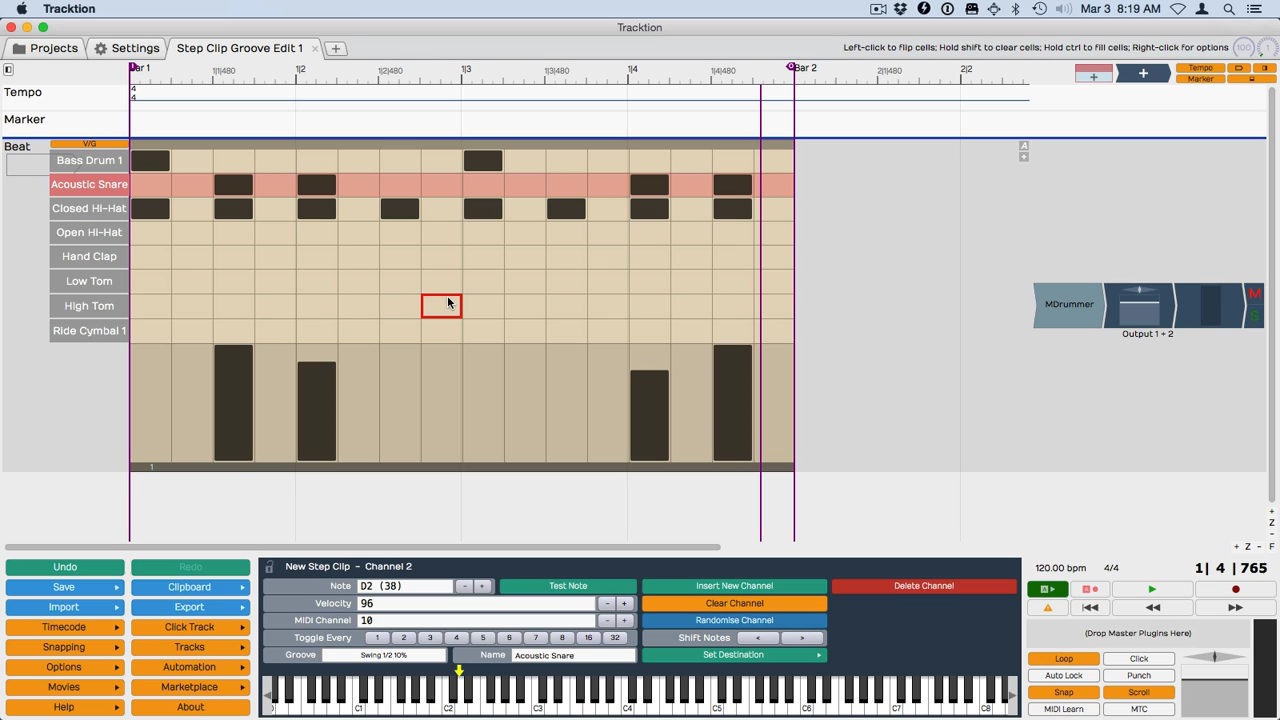 Tracktion
Mar 3 8:19 AM
Tracktion
Projects
Settings
Step Clip Groove Edit 1
Left-click to flip cells; Hold shift to clear cells; Hold ctrl to fill cells; Right-click for options
100
1
Bar 1
1|1|480
1|2
1|2|480
1|3
1|3|480
1|4
1|4|480
Bar 2
2|1|480
2|2
Tempo
Marker
Tempo
4
4
Marker
Beat
V/G
A
Bass Drum 1
Acoustic Snare
Closed HI-Hat
Open HI-Hat
Hand Clap
Low Tom
High Tom
Ride Cymbal 1
MDrummer
M
S
Output 1 + 2
1
+
Z
-
+ Z - F
Undo
Redo
Save
Clipboard
Import
Export
Timecode
Click Track
Snapping
Tracks
Options
Automation
Movies
Marketplace
Help
About
New Step Clip - Channel 2
Note D2 (38) - +
Test Note
Insert New Channel
Delete Channel
Velocity 96 - +
Clear Channel
MIDI Channel 10
Randomise Channel
Toggle Every 1 2 3 4 5 6 7 8 16 32
Shift Notes < >
Groove Swing 1/2 10%
Name Acoustic Snare
Set Destination
C1 C2 C3 C4 C5 C6 C7 C8
120.00 bpm 4/4
1| 4 |765
(Drop Master Plugins Here)
Loop
Click
Auto Lock
Punch
Snap
Scroll
MIDI Learn
MTC